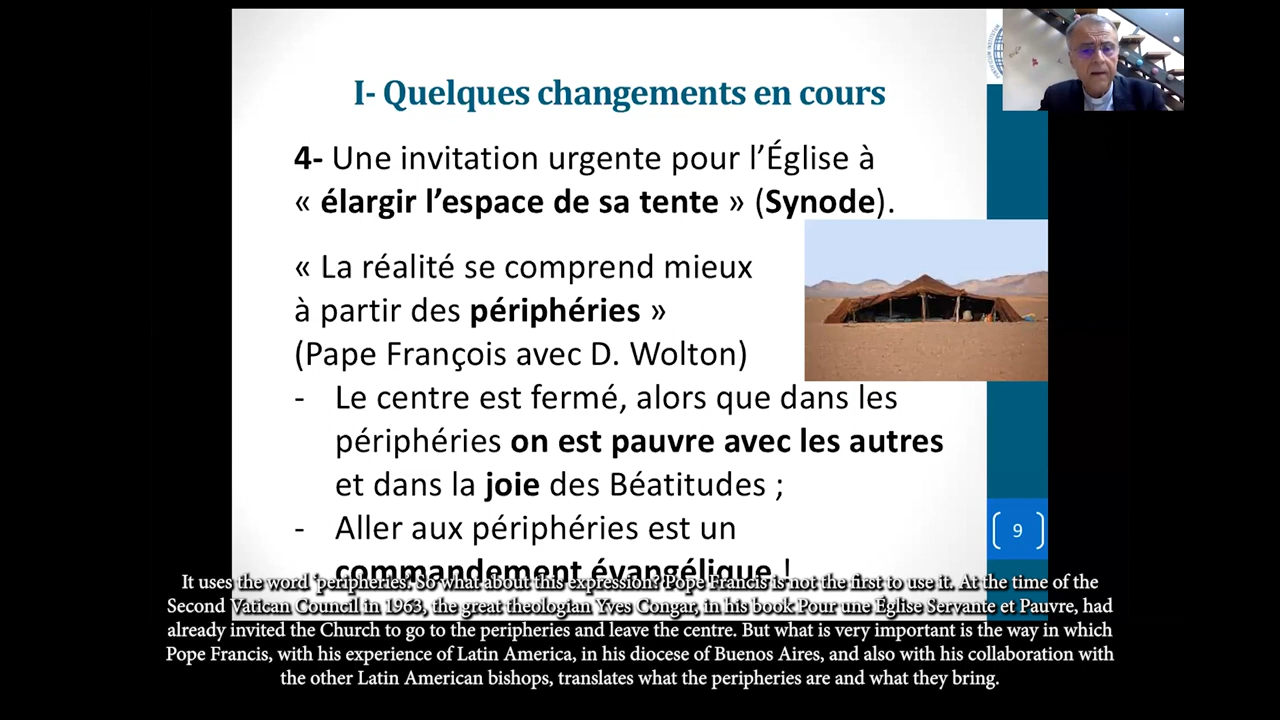 I- Quelques changements en cours
4- Une invitation urgente pour l’Église à
« élargir l’espace de sa tente » (Synode).
« La réalité se comprend mieux
à partir des périphéries »
(Pape François avec D. Wolton)
- Le centre est fermé, alors que dans les
périphéries on est pauvre avec les autres
et dans la joie des Béatitudes ;
- Aller aux périphéries est un
commandement évangélique !
9
It uses the word ‘peripheries’. So what about this expression? Pope Francis is not the first to use it. At the time of the
Second Vatican Council in 1963, the great theologian Yves Congar, in his book Pour une Église Servante et Pauvre, had
already invited the Church to go to the peripheries and leave the centre. But what is very important is the way in which
Pope Francis, with his experience of Latin America, in his diocese of Buenos Aires, and also with his collaboration with
the other Latin American bishops, translates what the peripheries are and what they bring.